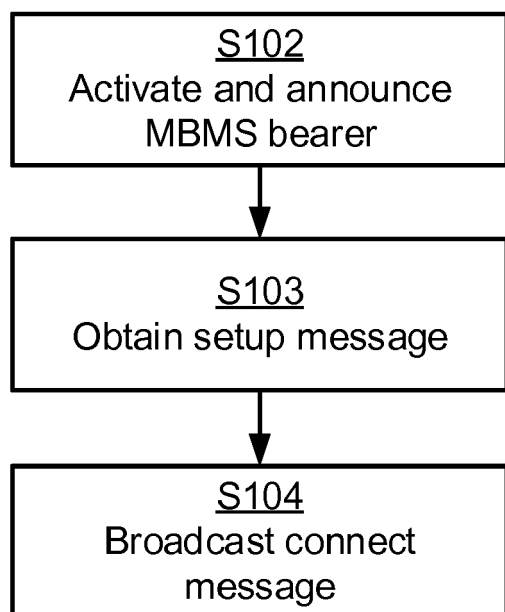 S102
Activate and announce
MBMS bearer
S103
Obtain setup message
S104
Broadcast connect
message